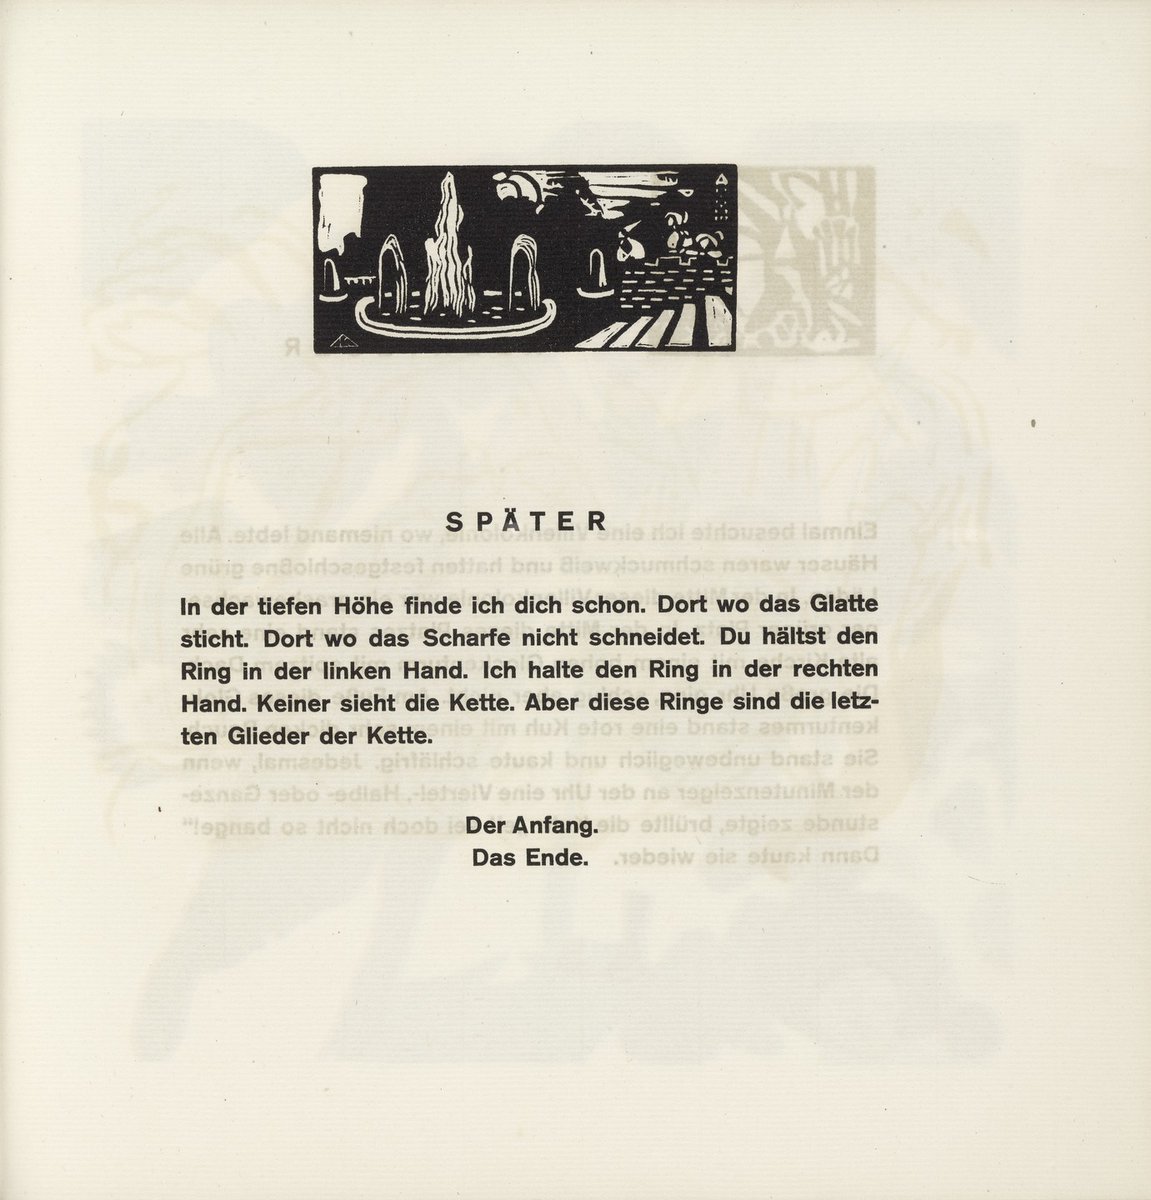 SPÄTER
In der tiefen Höhe finde ich dich schon. Dort wo das Glatte
sticht. Dort wo das Scharfe nicht schneidet. Du hältst den
Ring in der linken Hand. Ich halte den Ring in der rechten
Hand. Keiner sieht die Kette. Aber diese Ringe sind die letz-
ten Glieder der Kette.
Der Anfang.
Das Ende.